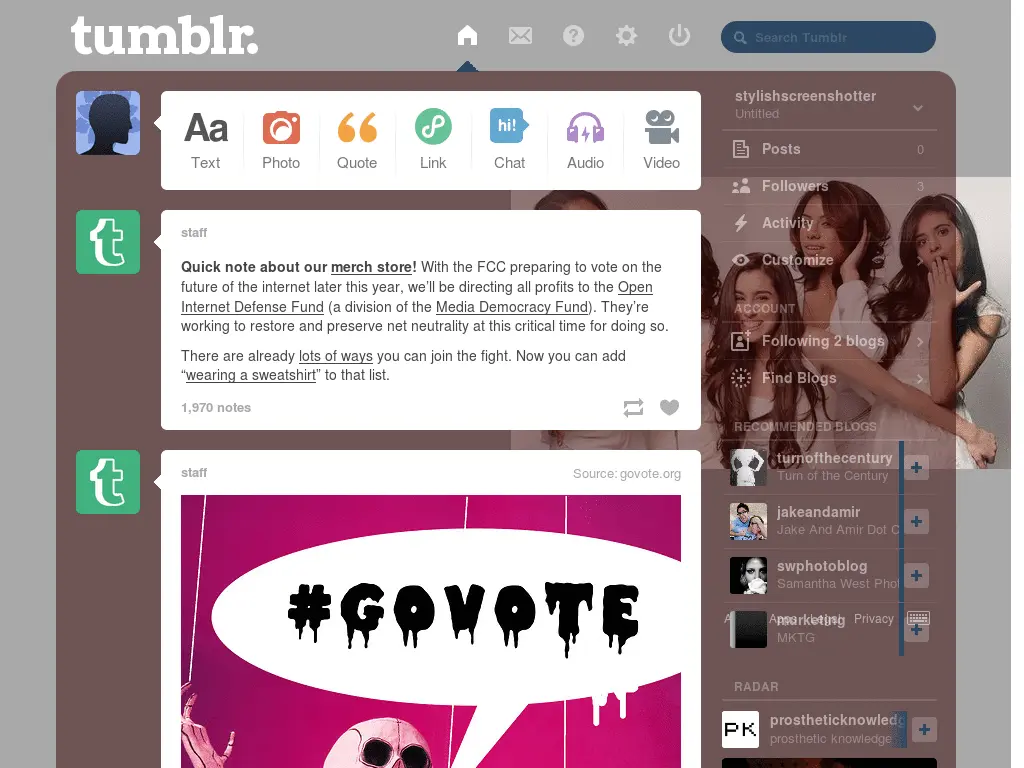 tumblr.
Search Tumblr
Aa
Text
Photo
Quote
Link
hi!
Chat
Audio
Video
staff
Quick note about our merch store! With the FCC preparing to vote on the
future of the internet later this year, we’ll be directing all profits to the Open
Internet Defense Fund (a division of the Media Democracy Fund). They’re
working to restore and preserve net neutrality at this critical time for doing so.
There are already lots of ways you can join the fight. Now you can add
“wearing a sweatshirt” to that list.
1,970 notes
staff
Source: govote.org
#GOVOTE
stylishscreenshotter
Untitled
Posts 0
Followers 3
Activity
Customize
ACCOUNT
Following 2 blogs
Find Blogs
RECOMMENDED BLOGS
turnofthecentury
Turn of the Century
jakeandamir
Jake And Amir Dot C
swphotoblog
Samantha West Phot
Apps Legal Privacy
marketing
MKTG
RADAR
PK
prostheticknowledg
prosthetic knowledge